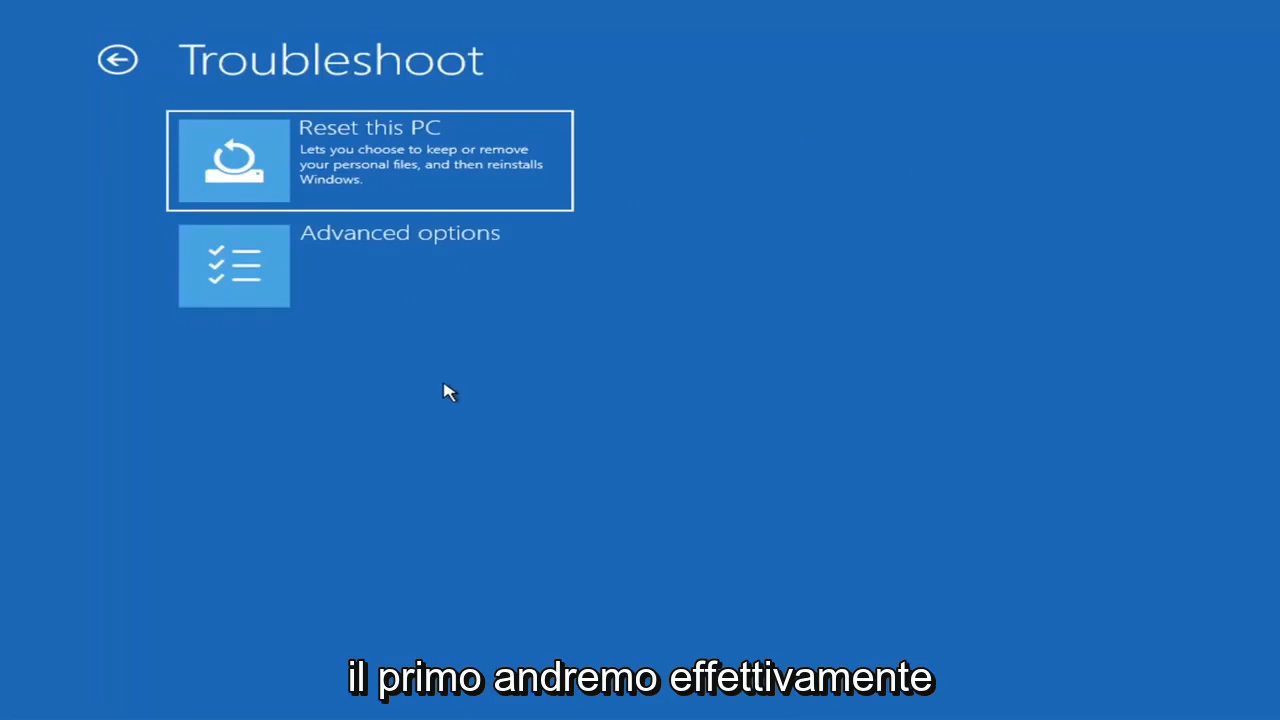 Troubleshoot
Reset this PC
Lets you choose to keep or remove
your personal files, and then reinstalls
Windows.
Advanced options
il primo andremo effettivamente